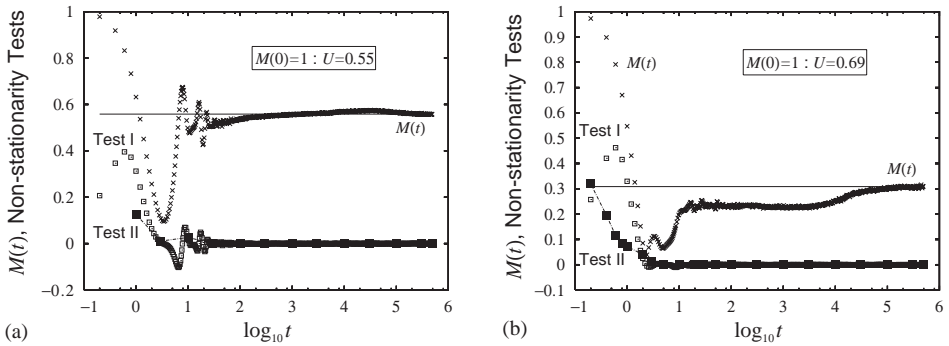 M(t), Non-stationarity Tests
1
0.8
0.6
0.4
0.2
0
−0.2
M(0)=1 : U=0.55
M(t)
Test I
Test II
−1 0 1 2 3 4 5 6
log10 t
(a)
M(t), Non-stationarity Tests
1
0.9
0.8
0.7
0.6
0.5
0.4
0.3
0.2
0.1
0
−0.1
M(0)=1 : U=0.69
M(t)
Test I
M(t)
Test II
−1 0 1 2 3 4 5 6
log10 t
(b)